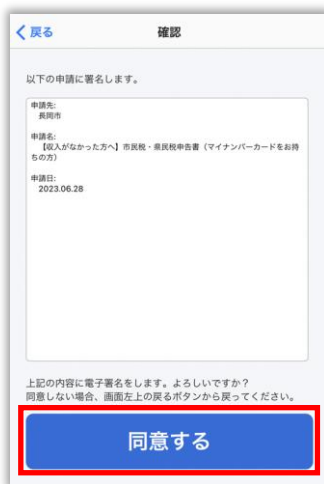 戻る 確認
以下の申請に署名します。
申請先:
長岡市
申請名:
【収入がなかった方へ】市民税・県民税申告書（マイナンバーカードをお持
ちの方）
申請日:
2023.06.28
上記の内容に電子署名をします。よろしいですか？
同意しない場合、画面左上の戻るボタンから戻ってください。
同意する